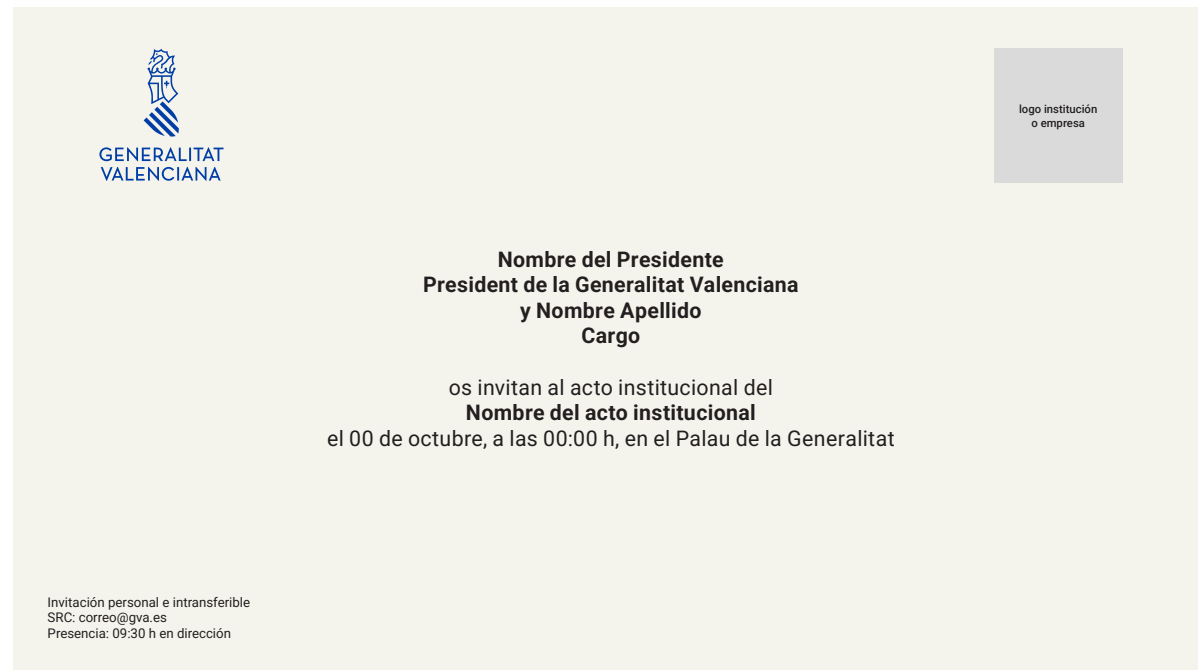 GENERALITAT
VALENCIANA
logo institución
o empresa
Nombre del Presidente
President de la Generalitat Valenciana
y Nombre Apellido
Cargo
os invitan al acto institucional del
Nombre del acto institucional
el 00 de octubre, a las 00:00 h, en el Palau de la Generalitat
Invitación personal e intransferible
SRC: correo@gva.es
Presencia: 09:30 h en dirección